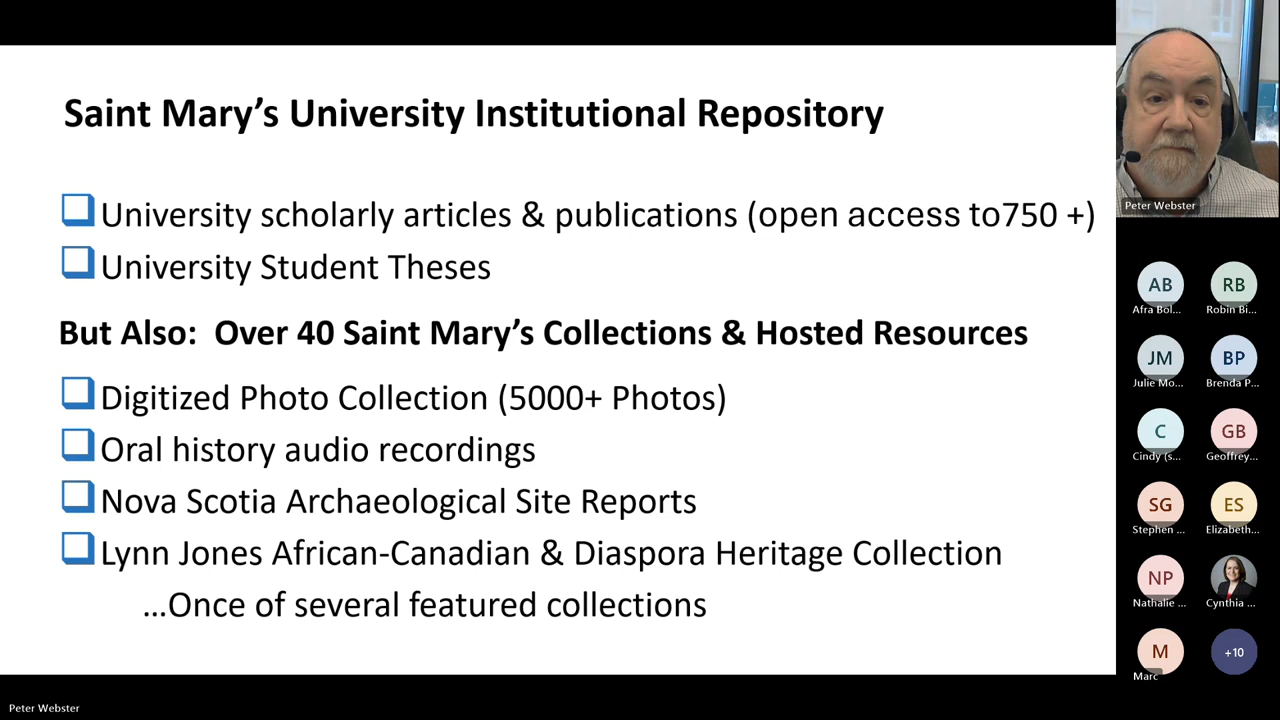 Saint Mary's University Institutional Repository
University scholarly articles & publications (open access to750 +)
University Student Theses
But Also: Over 40 Saint Mary's Collections & Hosted Resources
Digitized Photo Collection (5000+ Photos)
Oral history audio recordings
Nova Scotia Archaeological Site Reports
Lynn Jones African-Canadian & Diaspora Heritage Collection
...Once of several featured collections
Peter Webster
AB
RB
Afra Bol...
Robin Bi...
JM
BP
Julie Mo...
Brenda P...
C
GB
Cindy (s...
Geoffrey...
SG
ES
Stephen ...
Elizabeth...
NP
Nathalie ...
Cynthia ...
M
+10
Marc
Peter Webster